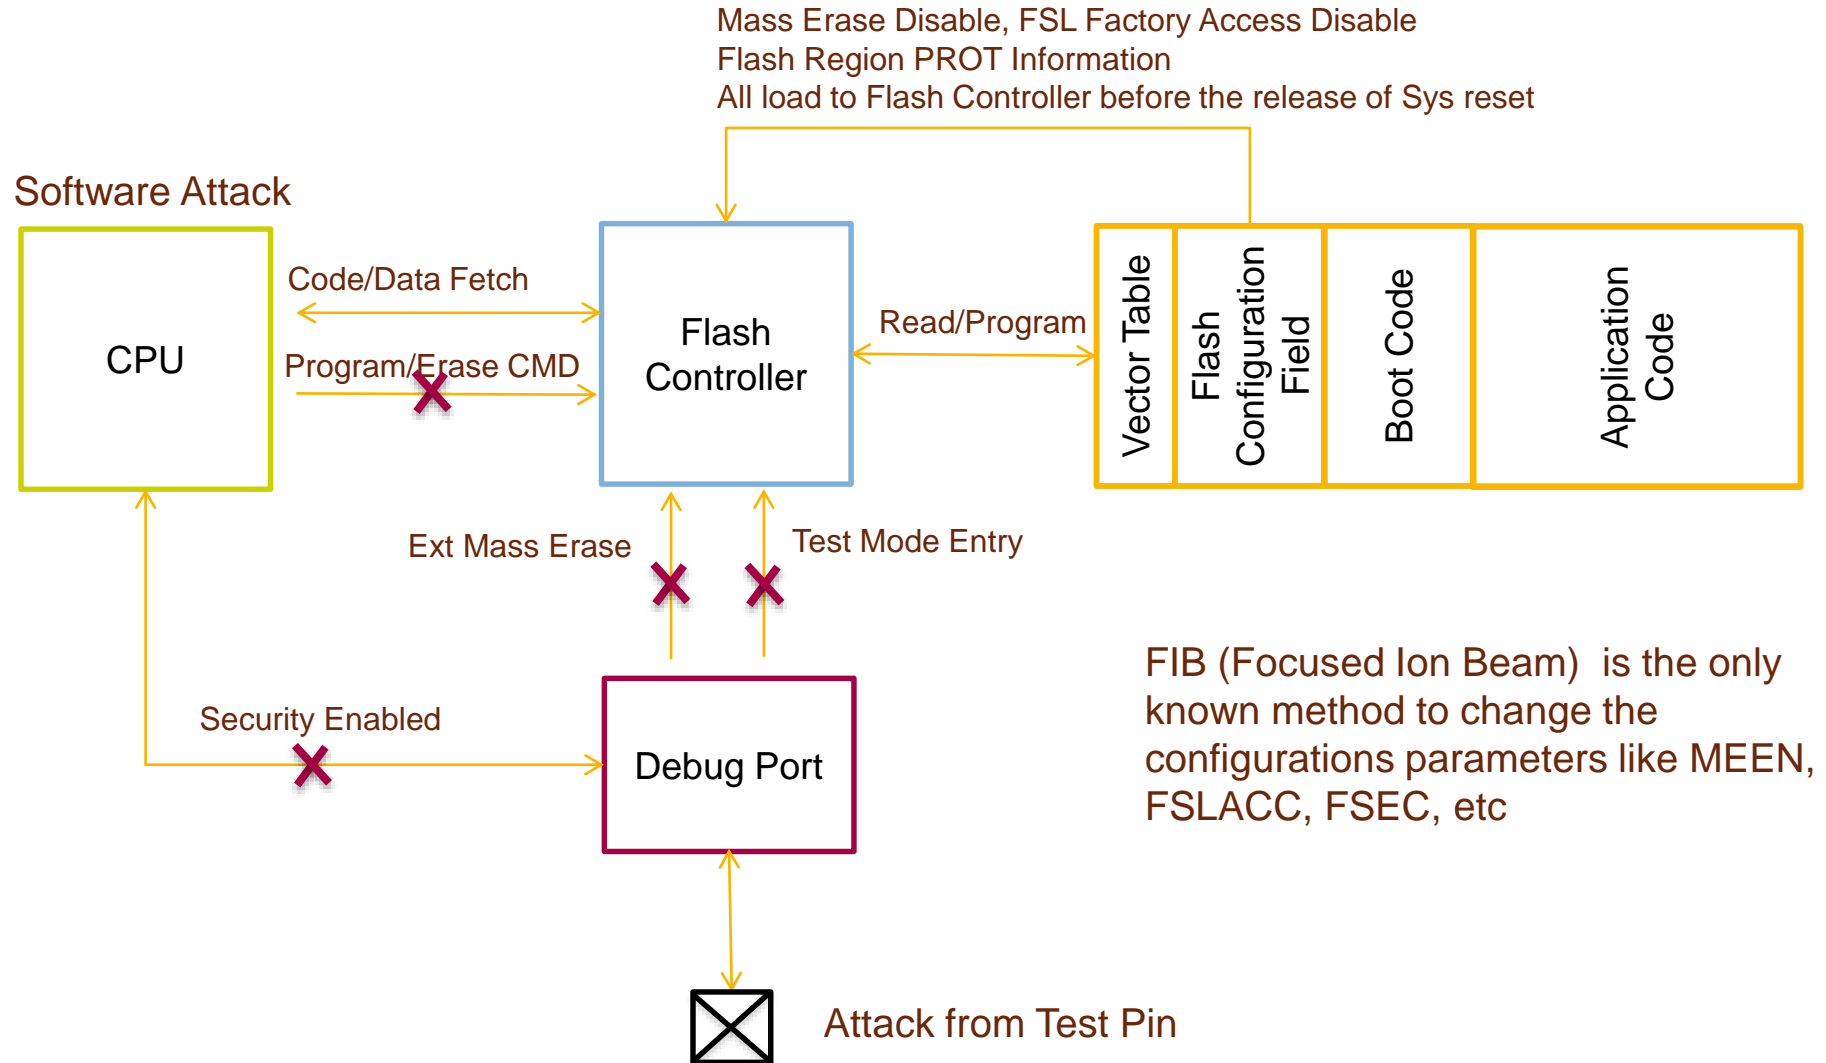 Mass Erase Disable, FSL Factory Access Disable
Flash Region PROT Information
All load to Flash Controller before the release of Sys reset
Software Attack
CPU
Code/Data Fetch
Program/Erase CMD
Flash
Controller
Read/Program
Vector Table
Flash
Configuration
Field
Boot Code
Application
Code
Ext Mass Erase
Test Mode Entry
Security Enabled
Debug Port
FIB (Focused Ion Beam)  is the only
known method to change the
configurations parameters like MEEN,
FSLACC, FSEC, etc
Attack from Test Pin